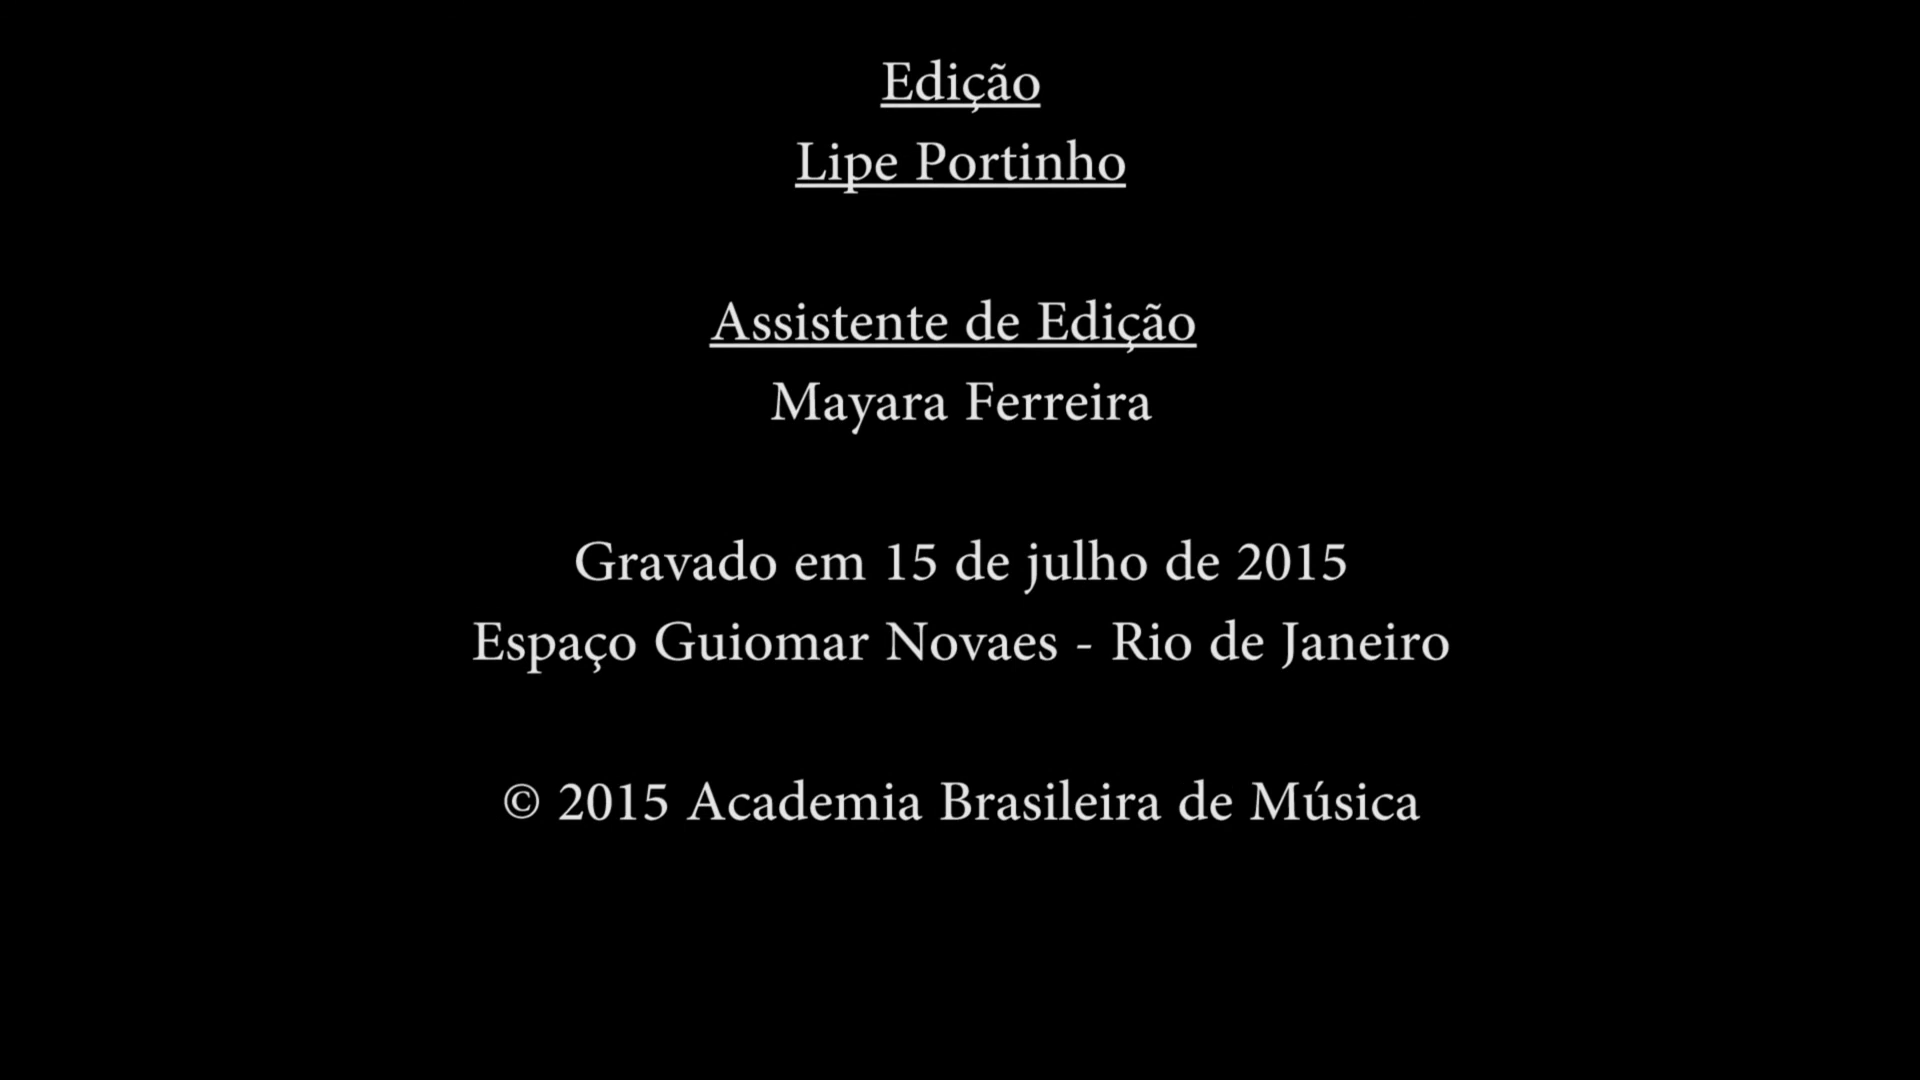 Edição
Lipe Portinho
Assistente de Edição
Mayara Ferreira
Gravado em 15 de julho de 2015
Espaço Guiomar Novaes - Rio de Janeiro
© 2015 Academia Brasileira de Música